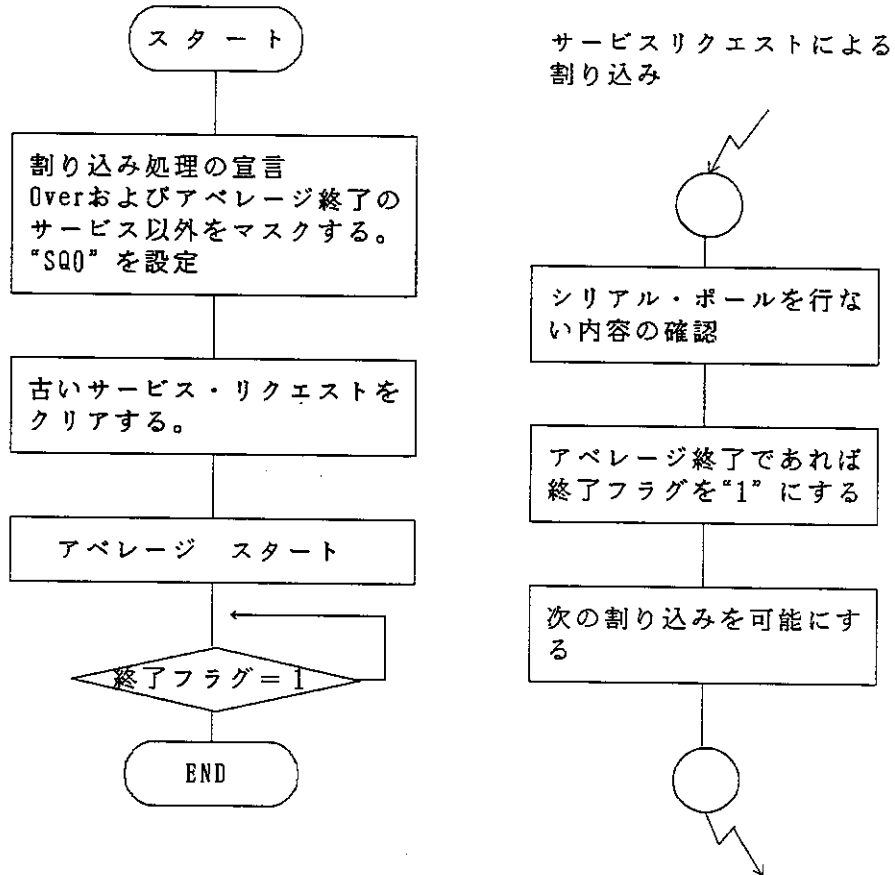 スタート
割り込み処理の宣言
Overおよびアベレージ終了の
サービス以外をマスクする。
“SQ0” を設定
古いサービス・リクエストを
クリアする。
アベレージ スタート
終了フラグ＝1
END
サービスリクエストによる
割り込み
シリアル・ポールを行な
い内容の確認
アベレージ終了であれば
終了フラグを“1” にする
次の割り込みを可能にす
る